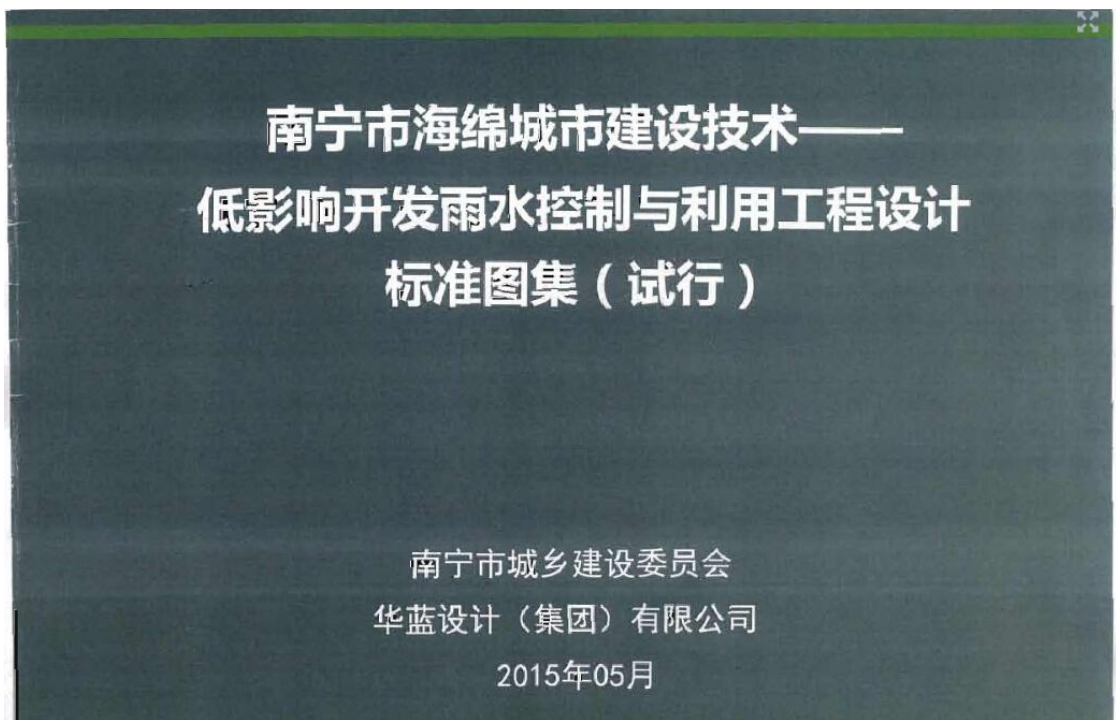 南宁市海绵城市建设技术——
低影响开发雨水控制与利用工程设计
标准图集（试行）
南宁市城乡建设委员会
华蓝设计（集团）有限公司
2015年05月